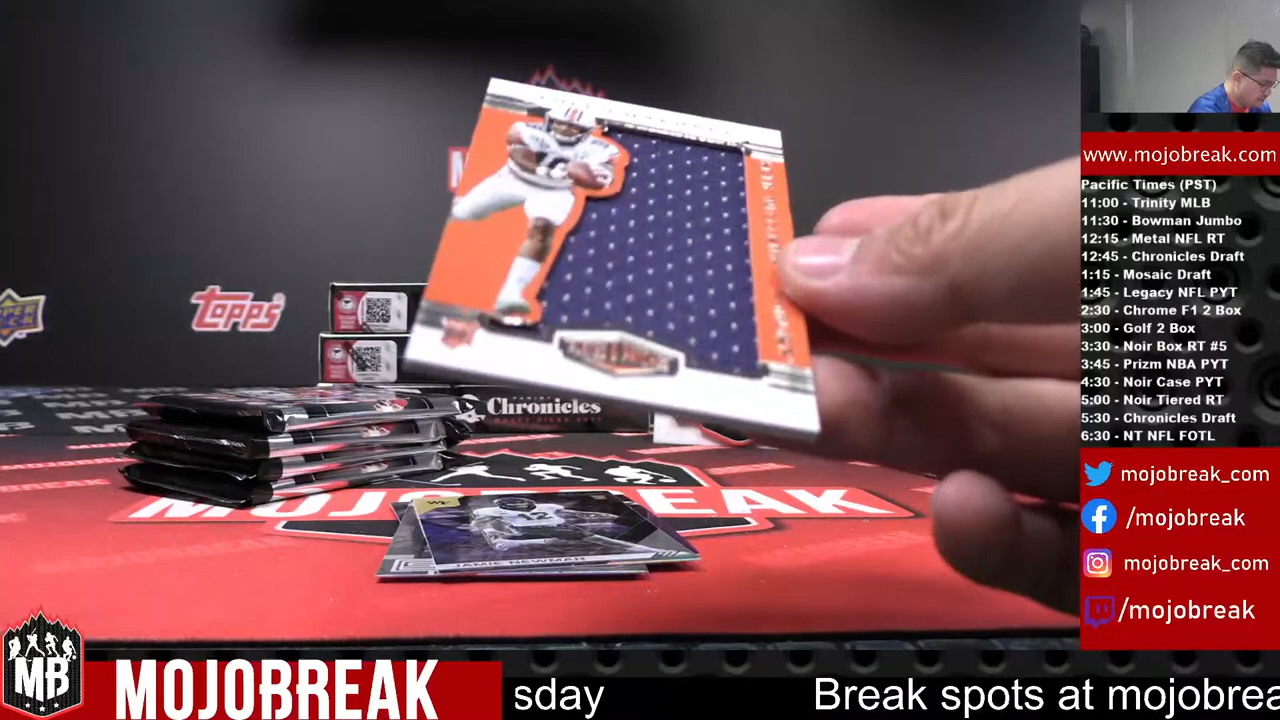 www.mojobreak.com
Pacific Times (PST)
11:00 - Trinity MLB
11:30 - Bowman Jumbo
12:15 - Metal NFL RT
12:45 - Chronicles Draft
1:15 - Mosaic Draft
1:45 - Legacy NFL PYT
2:30 - Chrome F1 2 Box
3:00 - Golf 2 Box
3:30 - Noir Box RT #5
3:45 - Prizm NBA PYT
4:30 - Noir Case PYT
5:00 - Noir Tiered RT
5:30 - Chronicles Draft
6:30 - NT NFL FOTL
mojobreak_com
/mojobreak
mojobreak_com
/mojobreak
topps
Chronicles
MOJOBREAK
12
JAMIE NEWMAN
MB
MOJOBREAK
sday
Break spots at mojobrea